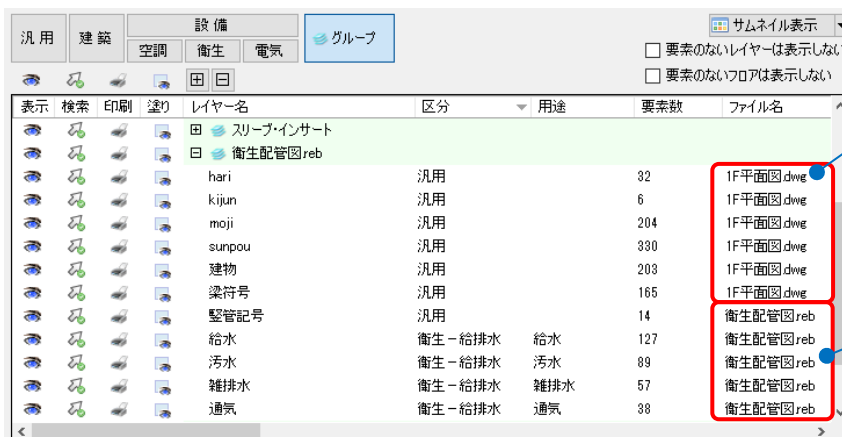 汎用 建築 設備 グループ サムネイル表示
空調 衛生 電気 要素のないレイヤーは表示しない
要素のないフロアは表示しない
表示 検索 印刷 塗り レイヤー名 区分 用途 要素数 ファイル名
スリーブ・インサート
衛生配管図.reb
hari 汎用 32 1F平面図.dwg
kijun 汎用 6 1F平面図.dwg
moji 汎用 204 1F平面図.dwg
sunpou 汎用 330 1F平面図.dwg
建物 汎用 203 1F平面図.dwg
梁符号 汎用 165 1F平面図.dwg
竪管記号 汎用 14 衛生配管図.reb
給水 衛生－給排水 給水 127 衛生配管図.reb
汚水 衛生－給排水 汚水 89 衛生配管図.reb
雑排水 衛生－給排水 雑排水 57 衛生配管図.reb
通気 衛生－給排水 通気 38 衛生配管図.reb